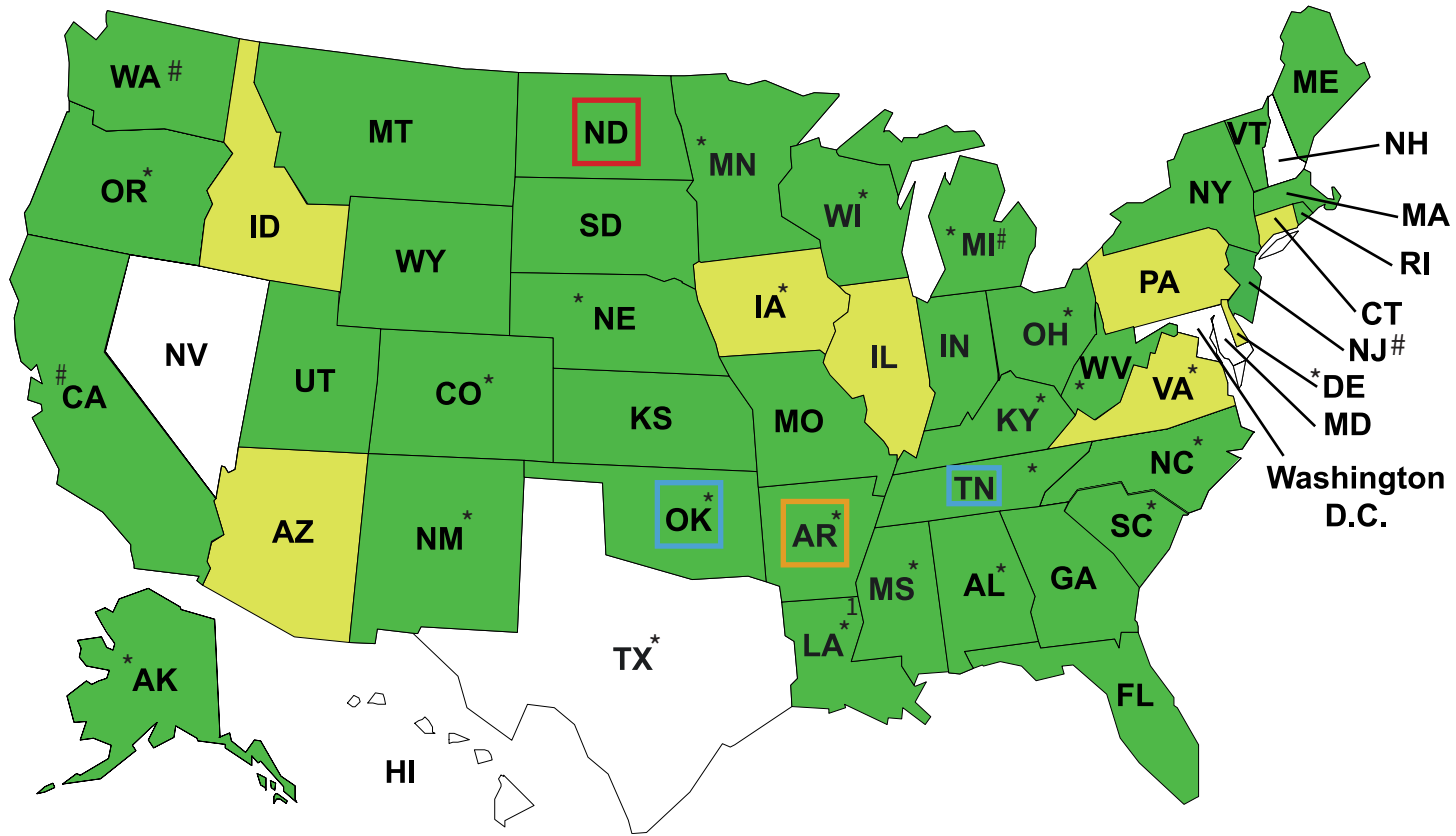 WA #
MT
ND
*MN
ME
VT
NH
OR*
ID
SD
WI*
*MI#
NY
MA
WY
RI
PA
CT
IA*
*NE
NV
IL
IN
OH*
NJ#
WV*
*DE
UT
CO*
#CA
VA*
MD
KS
MO
KY*
NC*
Washington
D.C.
TN *
OK*
AR*
SC*
AZ
NM*
MS*
AL*
GA
1
LA*
TX*
*AK
FL
HI